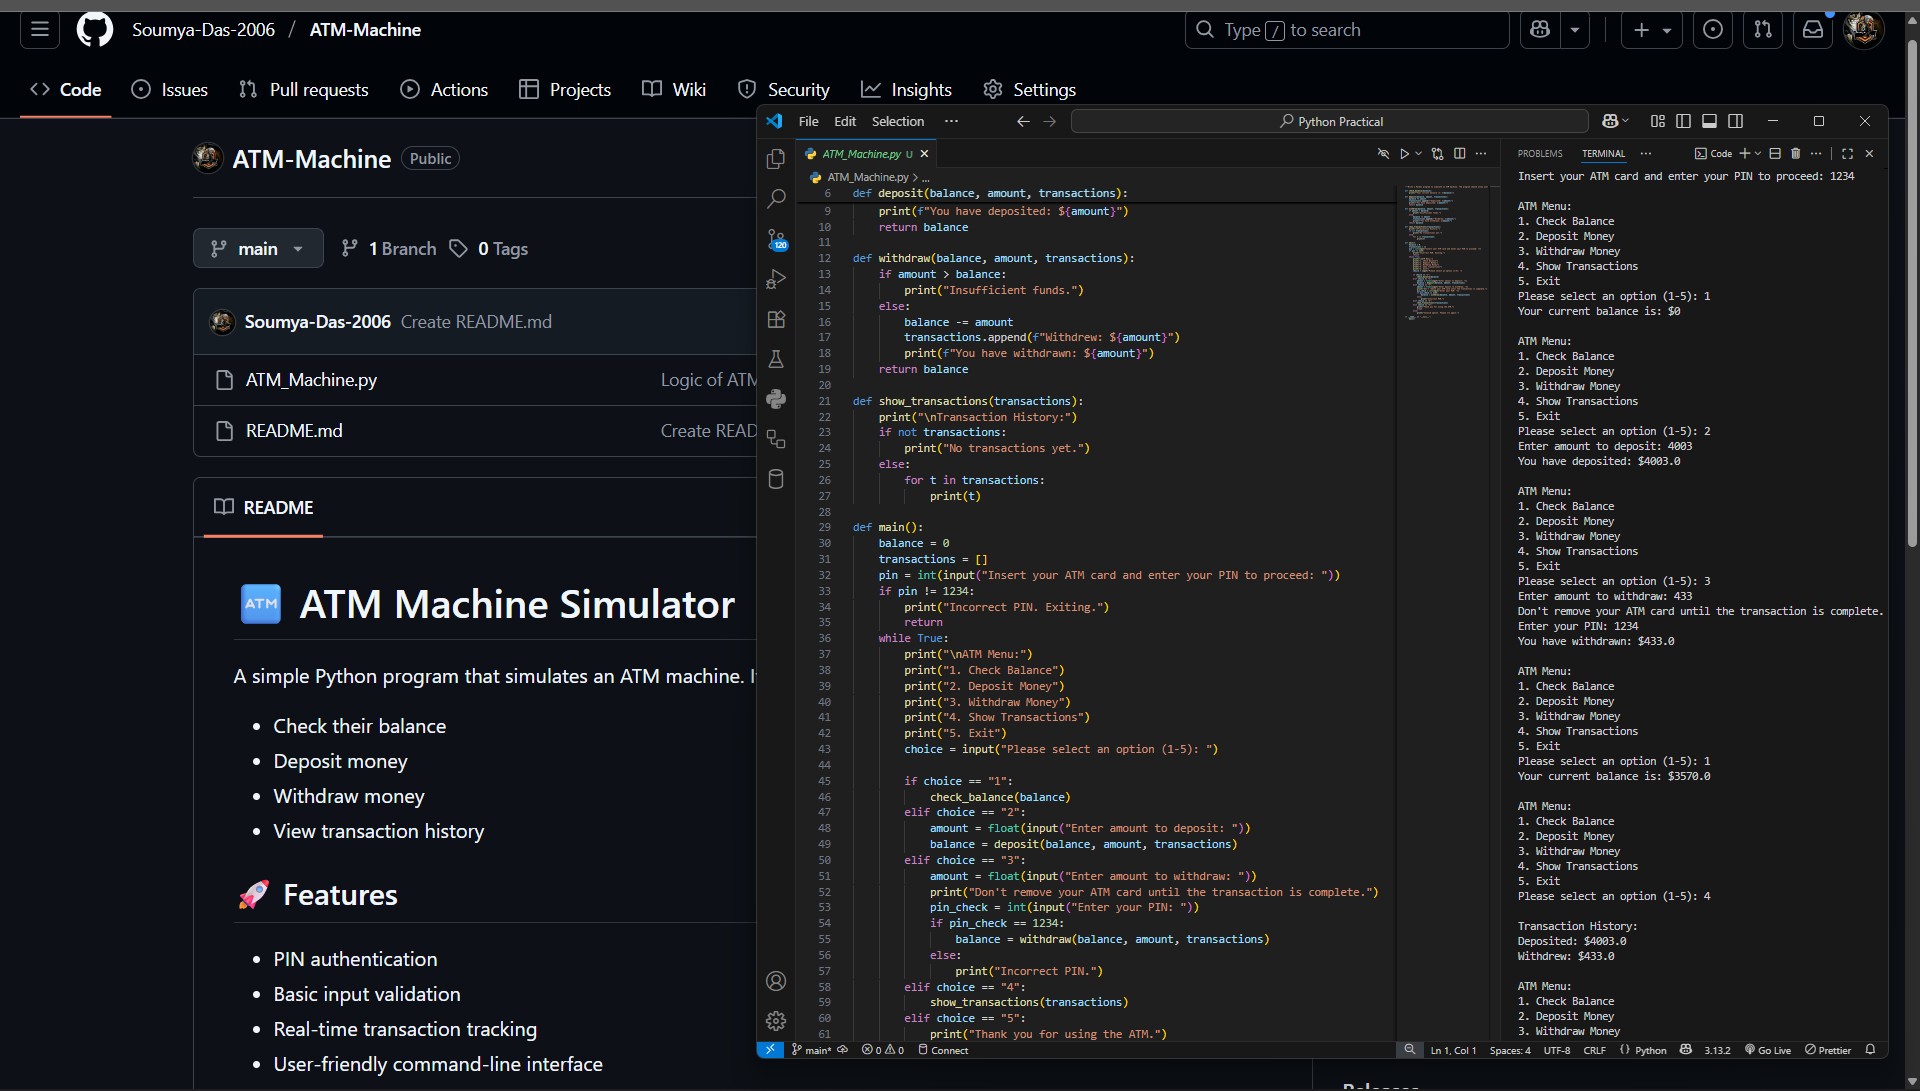 Soumya-Das-2006 / ATM-Machine
Type / to search
Code
Issues
Pull requests
Actions
Projects
Wiki
Security
Insights
Settings
ATM-Machine Public
main
1 Branch
0 Tags
Soumya-Das-2006 Create README.md
ATM_Machine.py Logic of ATM
README.md Create READ
README
ATM ATM Machine Simulator
A simple Python program that simulates an ATM machine. I
• Check their balance
• Deposit money
• Withdraw money
• View transaction history
🚀 Features
• PIN authentication
• Basic input validation
• Real-time transaction tracking
• User-friendly command-line interface
File Edit Selection ···
Python Practical
ATM_Machine.py U
ATM_Machine.py > ...
120
6 def deposit(balance, amount, transactions):
9 print(f"You have deposited: ${amount}")
10 return balance
11
12 def withdraw(balance, amount, transactions):
13 if amount > balance:
14 print("Insufficient funds.")
15 else:
16 balance -= amount
17 transactions.append(f"Withdrew: ${amount}")
18 print(f"You have withdrawn: ${amount}")
19 return balance
20
21 def show_transactions(transactions):
22 print("\nTransaction History:")
23 if not transactions:
24 print("No transactions yet.")
25 else:
26 for t in transactions:
27 print(t)
28
29 def main():
30 balance = 0
31 transactions = []
32 pin = int(input("Insert your ATM card and enter your PIN to proceed: "))
33 if pin != 1234:
34 print("Incorrect PIN. Exiting.")
35 return
36 while True:
37 print("\nATM Menu:")
38 print("1. Check Balance")
39 print("2. Deposit Money")
40 print("3. Withdraw Money")
41 print("4. Show Transactions")
42 print("5. Exit")
43 choice = input("Please select an option (1-5): ")
44
45 if choice == "1":
46 check_balance(balance)
47 elif choice == "2":
48 amount = float(input("Enter amount to deposit: "))
49 balance = deposit(balance, amount, transactions)
50 elif choice == "3":
51 amount = float(input("Enter amount to withdraw: "))
52 print("Don't remove your ATM card until the transaction is complete.")
53 pin_check = int(input("Enter your PIN: "))
54 if pin_check == 1234:
55 balance = withdraw(balance, amount, transactions)
56 else:
57 print("Incorrect PIN.")
58 elif choice == "4":
59 show_transactions(transactions)
60 elif choice == "5":
61 print("Thank you for using the ATM.")
PROBLEMS TERMINAL ··· Code
Insert your ATM card and enter your PIN to proceed: 1234
ATM Menu:
1. Check Balance
2. Deposit Money
3. Withdraw Money
4. Show Transactions
5. Exit
Please select an option (1-5): 1
Your current balance is: $0
ATM Menu:
1. Check Balance
2. Deposit Money
3. Withdraw Money
4. Show Transactions
5. Exit
Please select an option (1-5): 2
Enter amount to deposit: 4003
You have deposited: $4003.0
ATM Menu:
1. Check Balance
2. Deposit Money
3. Withdraw Money
4. Show Transactions
5. Exit
Please select an option (1-5): 3
Enter amount to withdraw: 433
Don't remove your ATM card until the transaction is complete.
Enter your PIN: 1234
You have withdrawn: $433.0
ATM Menu:
1. Check Balance
2. Deposit Money
3. Withdraw Money
4. Show Transactions
5. Exit
Please select an option (1-5): 1
Your current balance is: $3570.0
ATM Menu:
1. Check Balance
2. Deposit Money
3. Withdraw Money
4. Show Transactions
5. Exit
Please select an option (1-5): 4
Transaction History:
Deposited: $4003.0
Withdrew: $433.0
ATM Menu:
1. Check Balance
2. Deposit Money
3. Withdraw Money
main* 0 0 Connect
Ln 1, Col 1 Spaces: 4 UTF-8 CRLF {} Python 3.13.2 Go Live Prettier